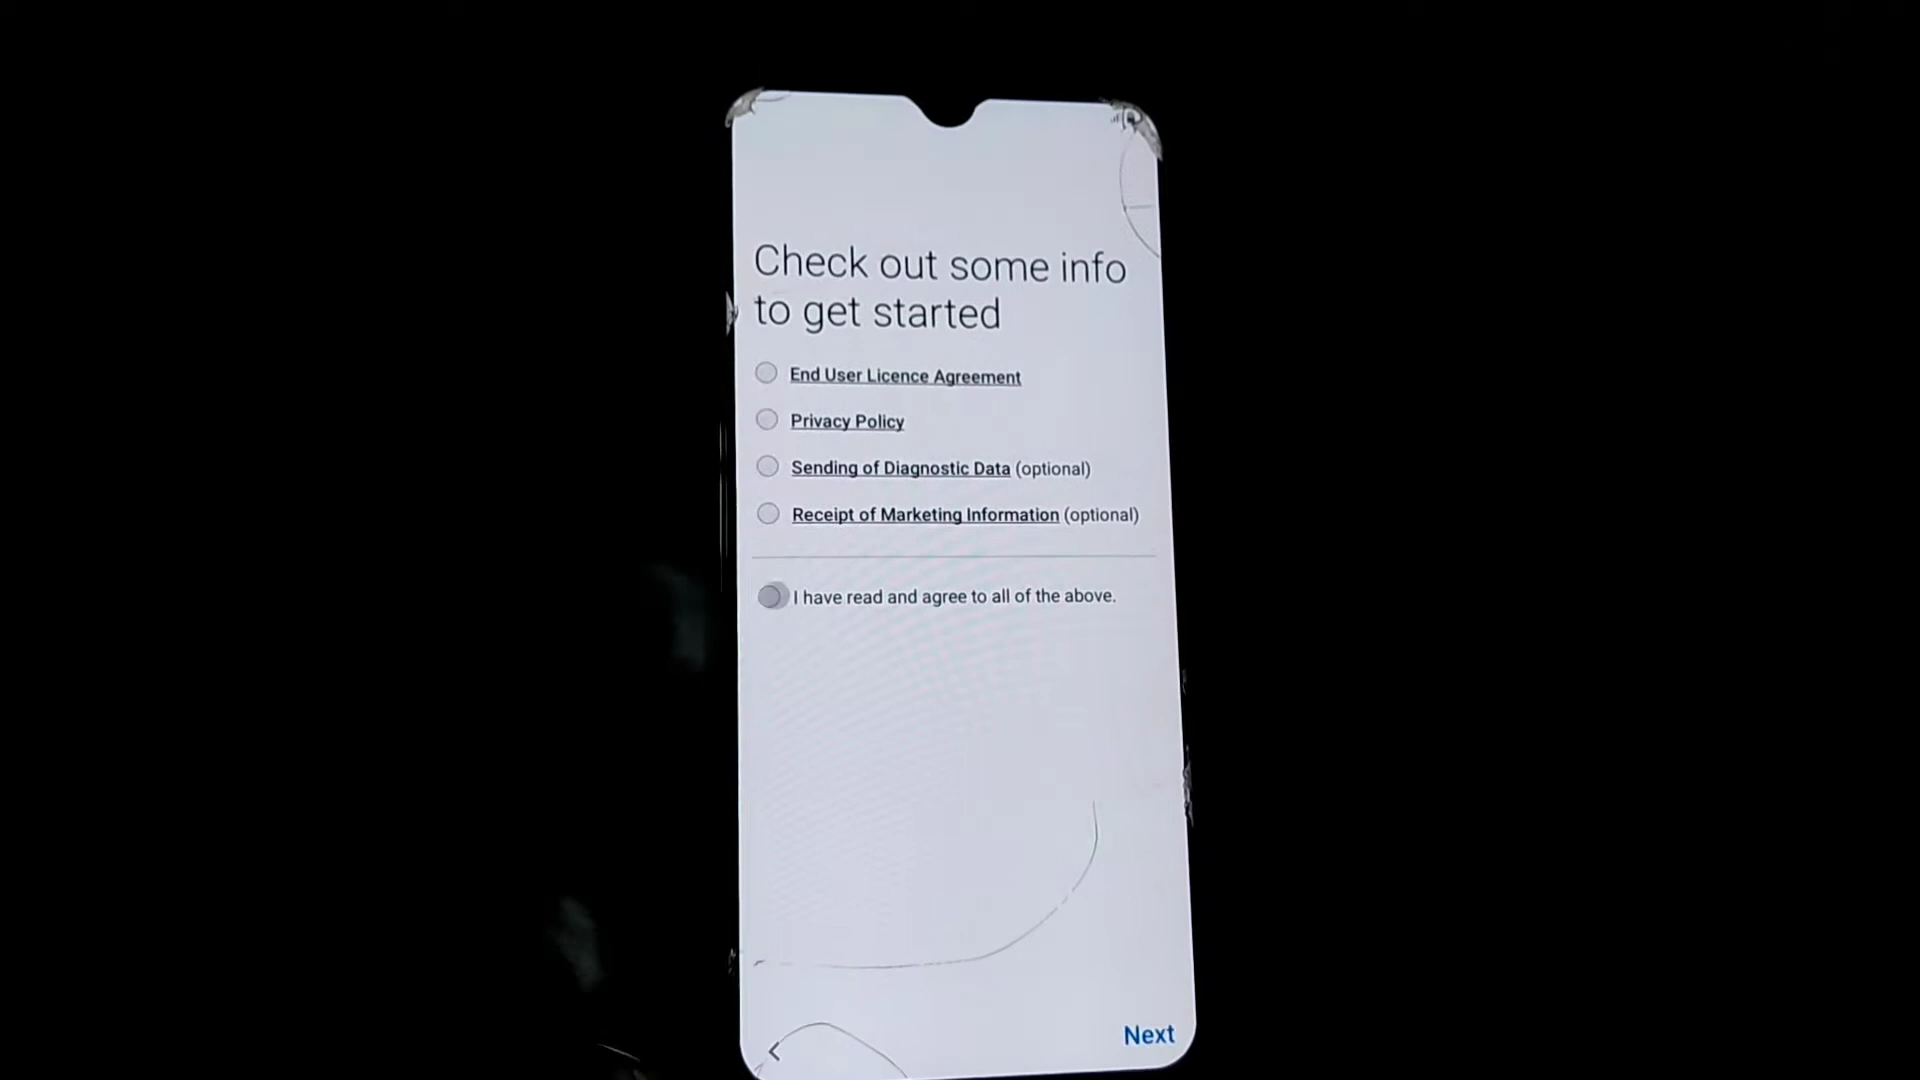 Check out some info
to get started
End User Licence Agreement
Privacy Policy
Sending of Diagnostic Data (optional)
Receipt of Marketing Information (optional)
I have read and agree to all of the above.
Next